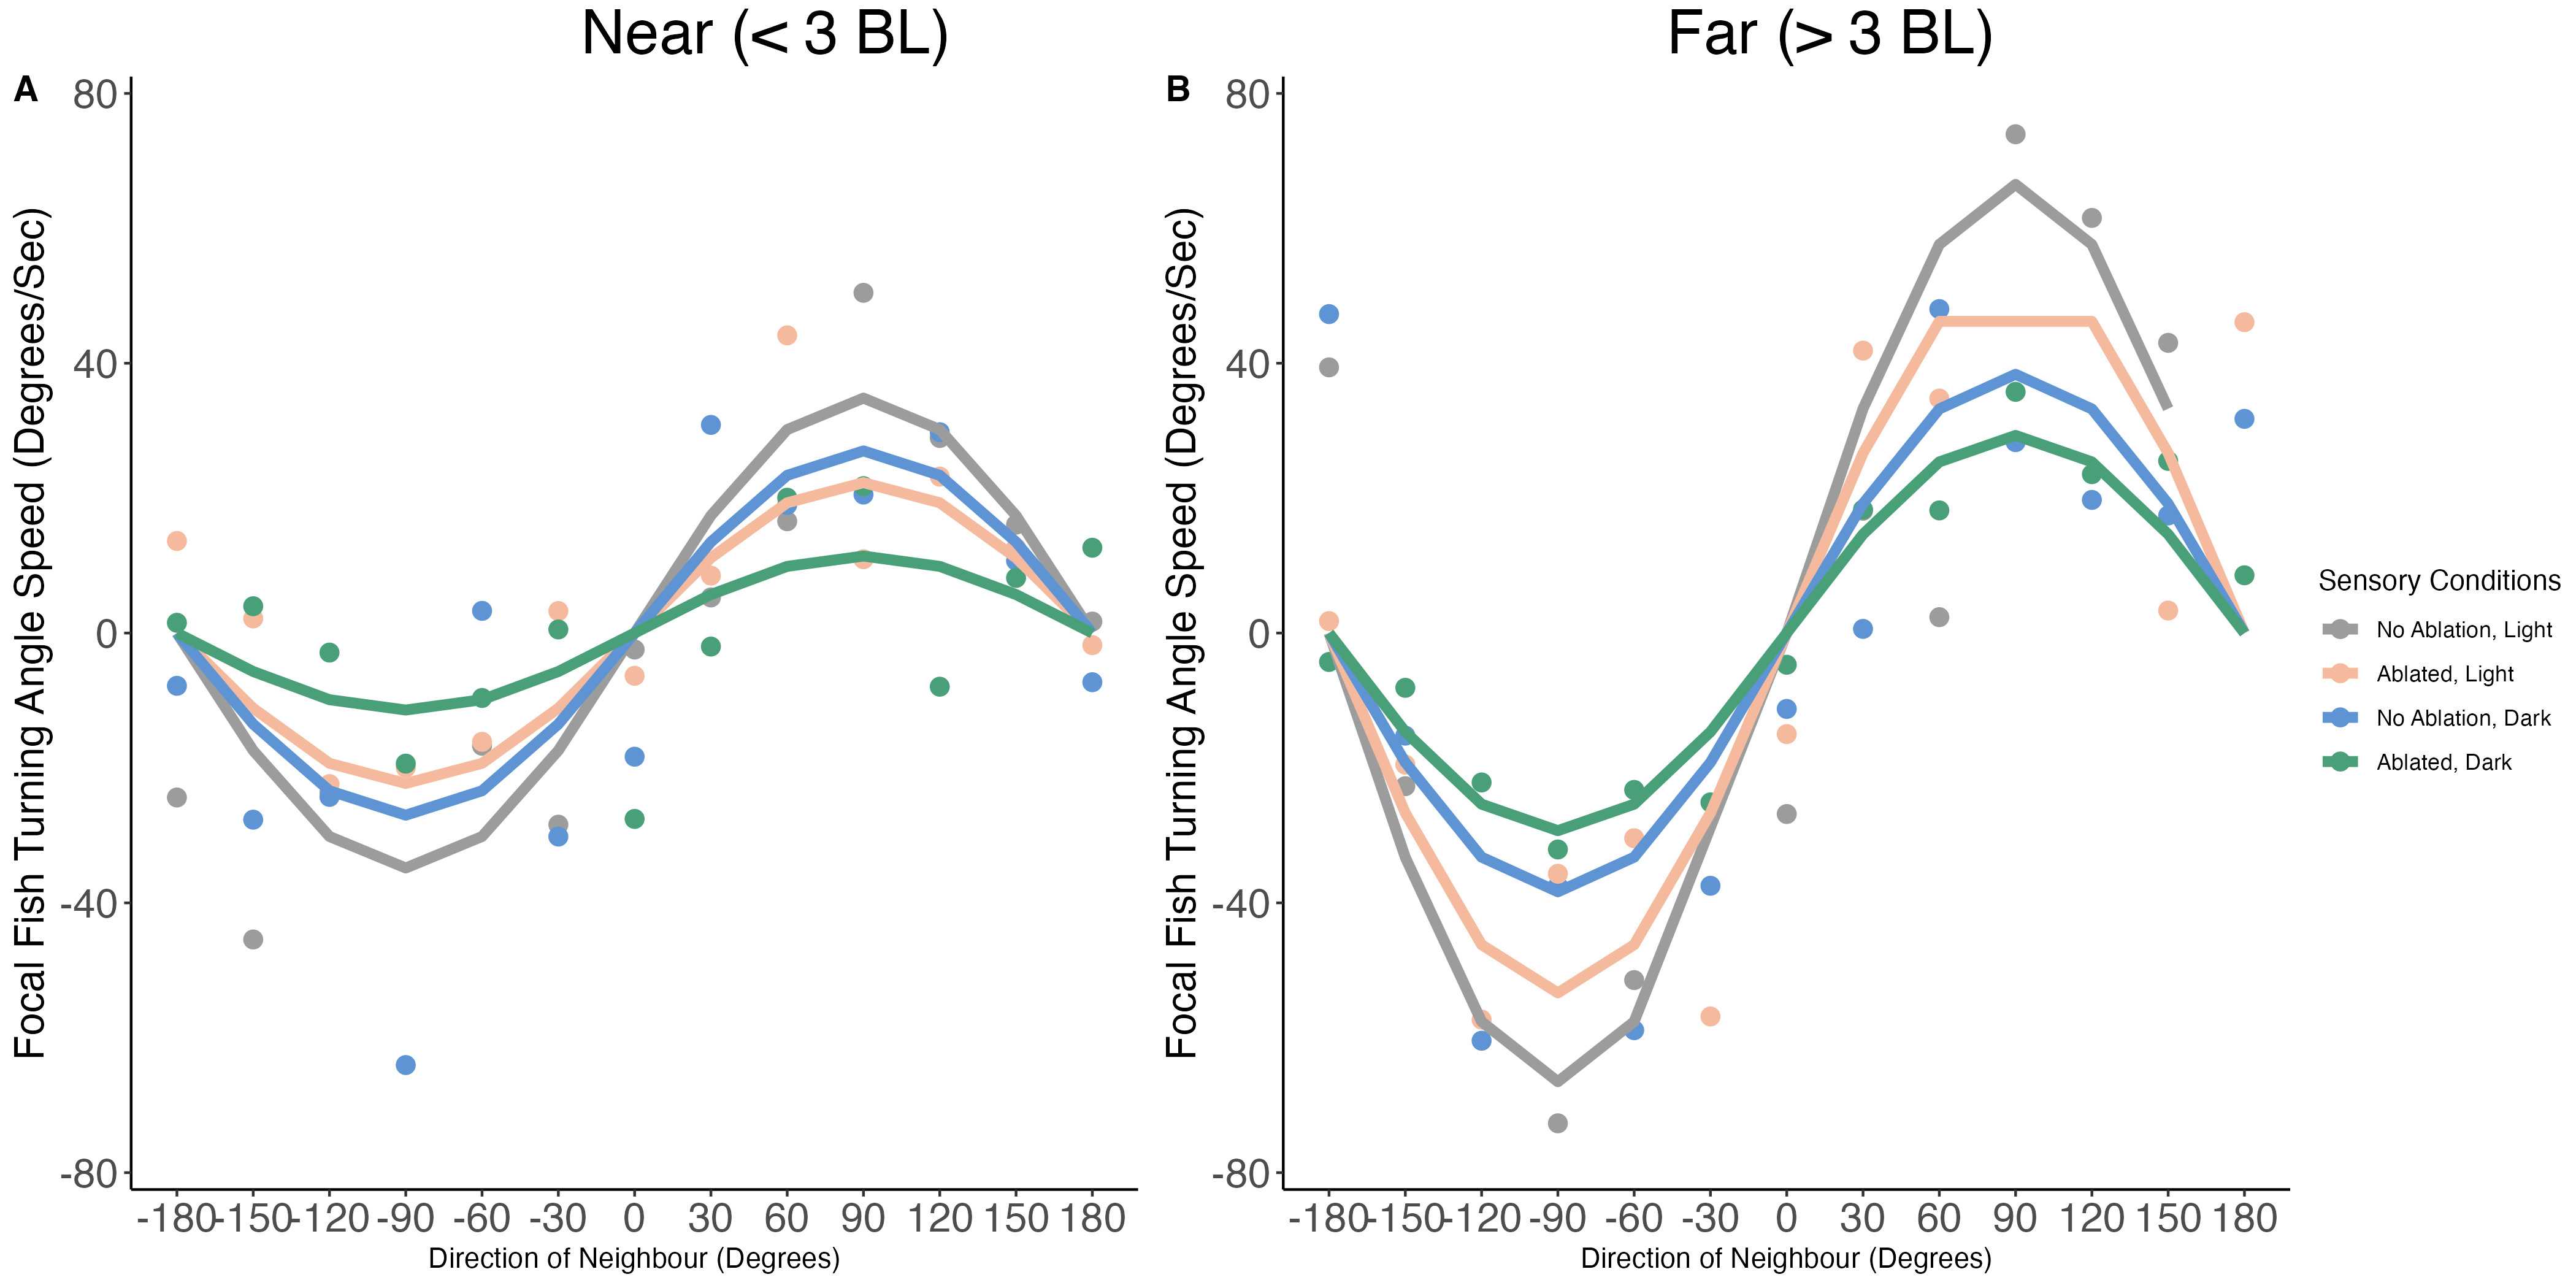 Near (< 3 BL)
Far (> 3 BL)
A
B
Focal Fish Turning Angle Speed (Degrees/Sec)
80
40
0
-40
-80
-180 -150 -120 -90 -60 -30 0 30 60 90 120 150 180
Direction of Neighbour (Degrees)
Focal Fish Turning Angle Speed (Degrees/Sec)
80
40
0
-40
-80
-180 -150 -120 -90 -60 -30 0 30 60 90 120 150 180
Direction of Neighbour (Degrees)
Sensory Conditions
No Ablation, Light
Ablated, Light
No Ablation, Dark
Ablated, Dark